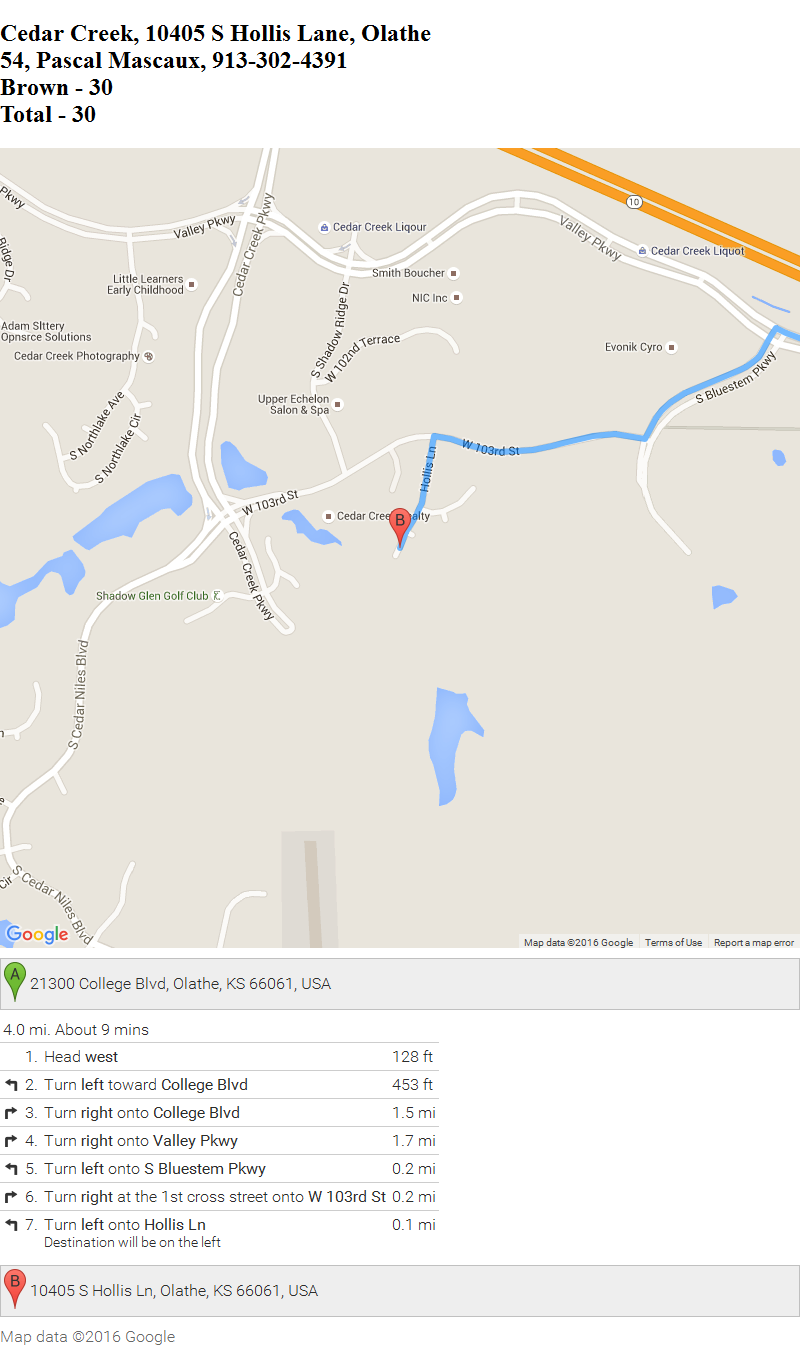 Cedar Creek, 10405 S Hollis Lane, Olathe
54, Pascal Mascaux, 913-302-4391
Brown - 30
Total - 30
Pkwy
Valley Pkwy
Cedar Creek Pkwy
Cedar Creek Liqour
10
Valley Pkwy
Cedar Creek Liquot
Ridge Dr
Little Learners
Early Childhood
Smith Boucher
NIC Inc
S Shadow Ridge Dr
W 102nd Terrace
Adam SIttery
Opnsrce Solutions
Cedar Creek Photography
Evonik Cyro
S Bluestem Pkwy
Upper Echelon
Salon & Spa
S Northlake Ave
S Northlake Cir
W 103rd St
Hollis Ln
W 103rd St
Cedar Cree
alty
B
Cedar Creek Pkwy
Shadow Glen Golf Club
S Cedar Niles Blvd
Cir
S Cedar Niles Blvd
Google
Map data ©2016 Google
Terms of Use
Report a map error
A
21300 College Blvd, Olathe, KS 66061, USA
4.0 mi. About 9 mins
1. Head west 128 ft
2. Turn left toward College Blvd 453 ft
3. Turn right onto College Blvd 1.5 mi
4. Turn right onto Valley Pkwy 1.7 mi
5. Turn left onto S Bluestem Pkwy 0.2 mi
6. Turn right at the 1st cross street onto W 103rd St 0.2 mi
7. Turn left onto Hollis Ln 0.1 mi
Destination will be on the left
B
10405 S Hollis Ln, Olathe, KS 66061, USA
Map data ©2016 Google